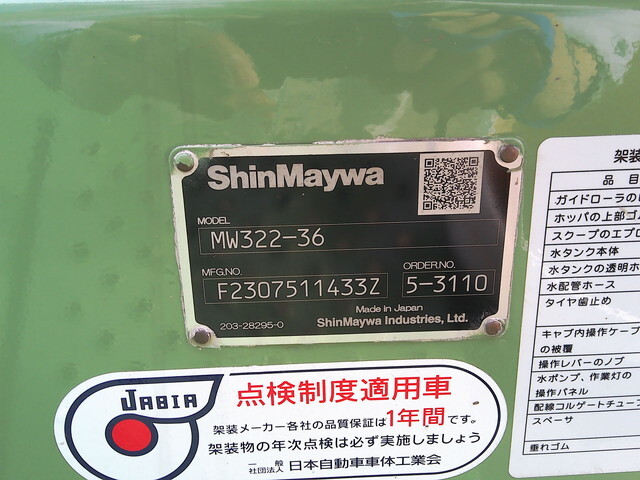 ShinMaywa
MODEL
MW322-36
MFG.NO.
F2307511433Z
ORDER.NO.
5-3110
Made in Japan
203-28295-0
ShinMaywa Industries, Ltd.
JABIA
点検制度適用車
架装メーカー各社の品質保証は1年間です。
架装物の年次点検は必ず実施しましょう
一般社団法人 日本自動車車体工業会
架装
品 目
ガイドローラの
ホッパの上部ゴ
スクープのエプロ
水タンク本体
水タンクの透明ホ
水配管ホース
タイヤ歯止め
キャブ内操作ケーブ
の被覆
操作レバーのノブ
水ポンプ、作業灯の
操作パネル
配線コルゲートチューブ
スペーサ
垂れゴム